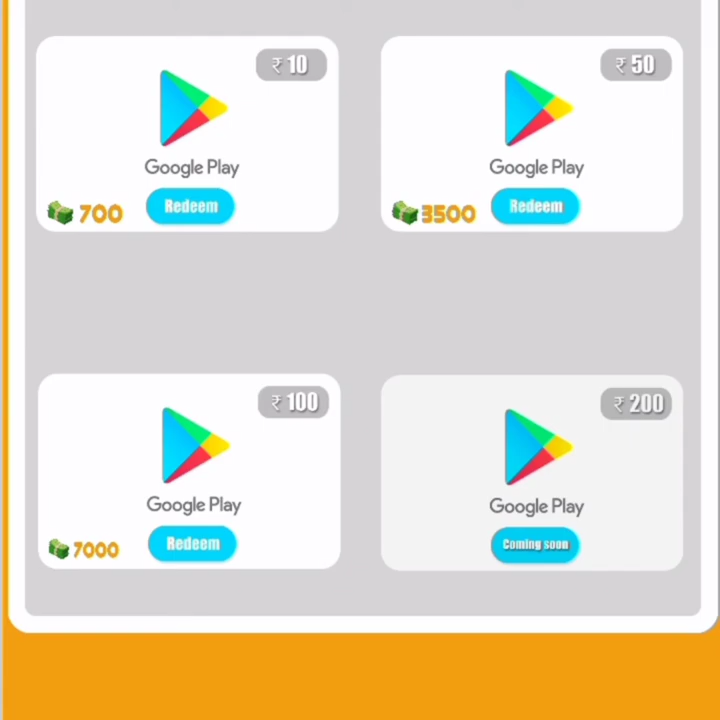 ₹ 10
Google Play
700
Redeem
₹ 50
Google Play
3500
Redeem
₹ 100
Google Play
7000
Redeem
₹ 200
Google Play
Coming soon